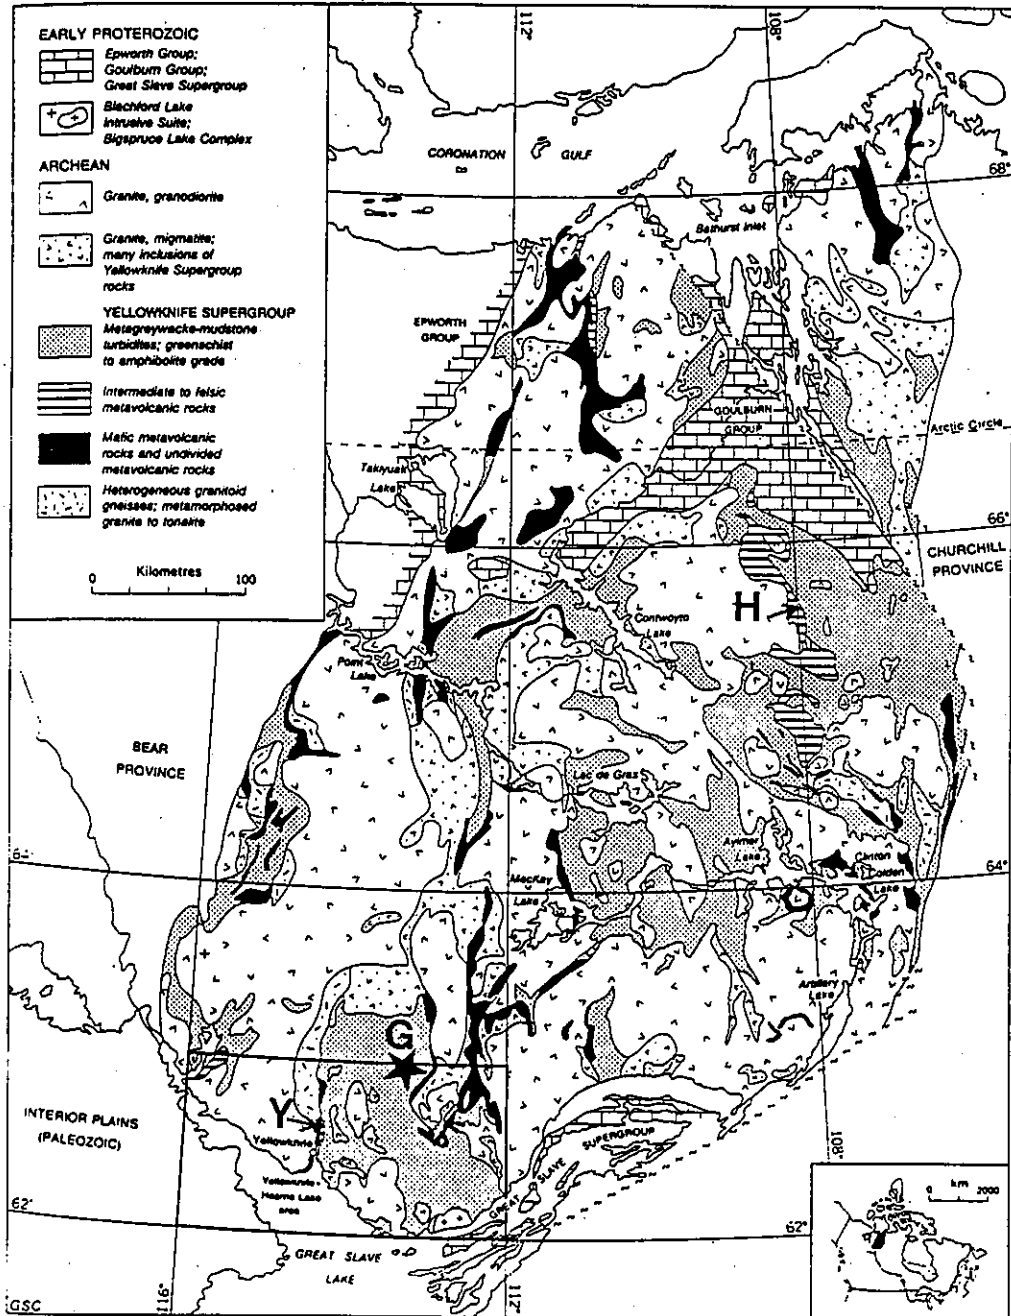 EARLY PROTEROZOIC
Epworth Group;
Goulburn Group;
Great Slave Supergroup
Blachford Lake
Intrusive Suite;
Bigspruce Lake Complex
ARCHEAN
Granite, granodiorite
Granite, migmatite;
many inclusions of
Yellowknife Supergroup
rocks
YELLOWKNIFE SUPERGROUP
Metagreywacke-mudstone
turbidites; greenschist
to amphibolite grade
Intermediate to felsic
metavolcanic rocks
Mafic metavolcanic
rocks and undivided
metavolcanic rocks
Heterogeneous granitoid
gneisses; metamorphosed
granite to tonalite
Kilometres
0 100
112°
108°
CORONATION GULF
68°
Bathurst Inlet
EPWORTH
GROUP
GOULBURN
GROUP
Arctic Circle
Takiyuak
Lake
66°
CHURCHILL
PROVINCE
H
Contwoyto
Lake
Point
Lake
BEAR
PROVINCE
Lac de Gras
Aylmer
Lake
Clinton
Colden
Lake
64°
64°
MacKay
Lake
Artillery
Lake
G
Y
Yellowknife
INTERIOR PLAINS
(PALEOZOIC)
Yellowknife -
Hearne Lake
area
GREAT SLAVE SUPERGROUP
108°
62°
62°
GREAT SLAVE
LAKE
116°
112°
km
0 2000
GSC